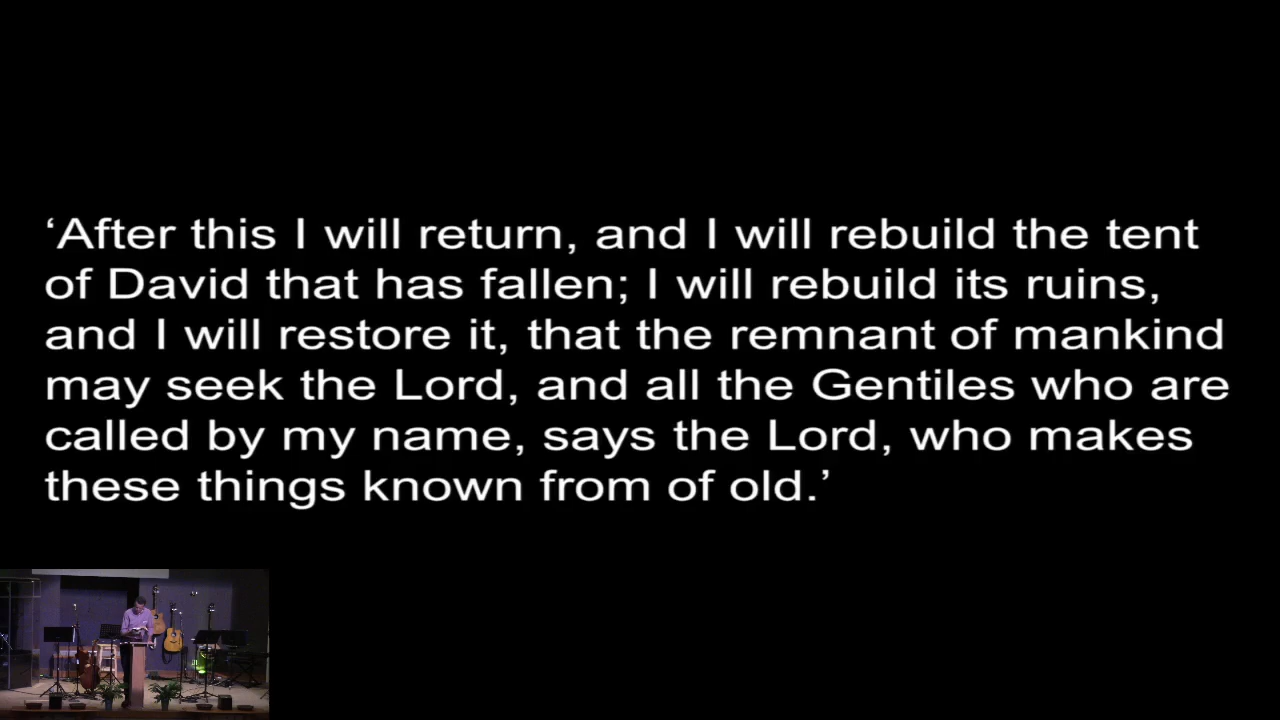 ‘After this I will return, and I will rebuild the tent
of David that has fallen; I will rebuild its ruins,
and I will restore it, that the remnant of mankind
may seek the Lord, and all the Gentiles who are
called by my name, says the Lord, who makes
these things known from of old.’